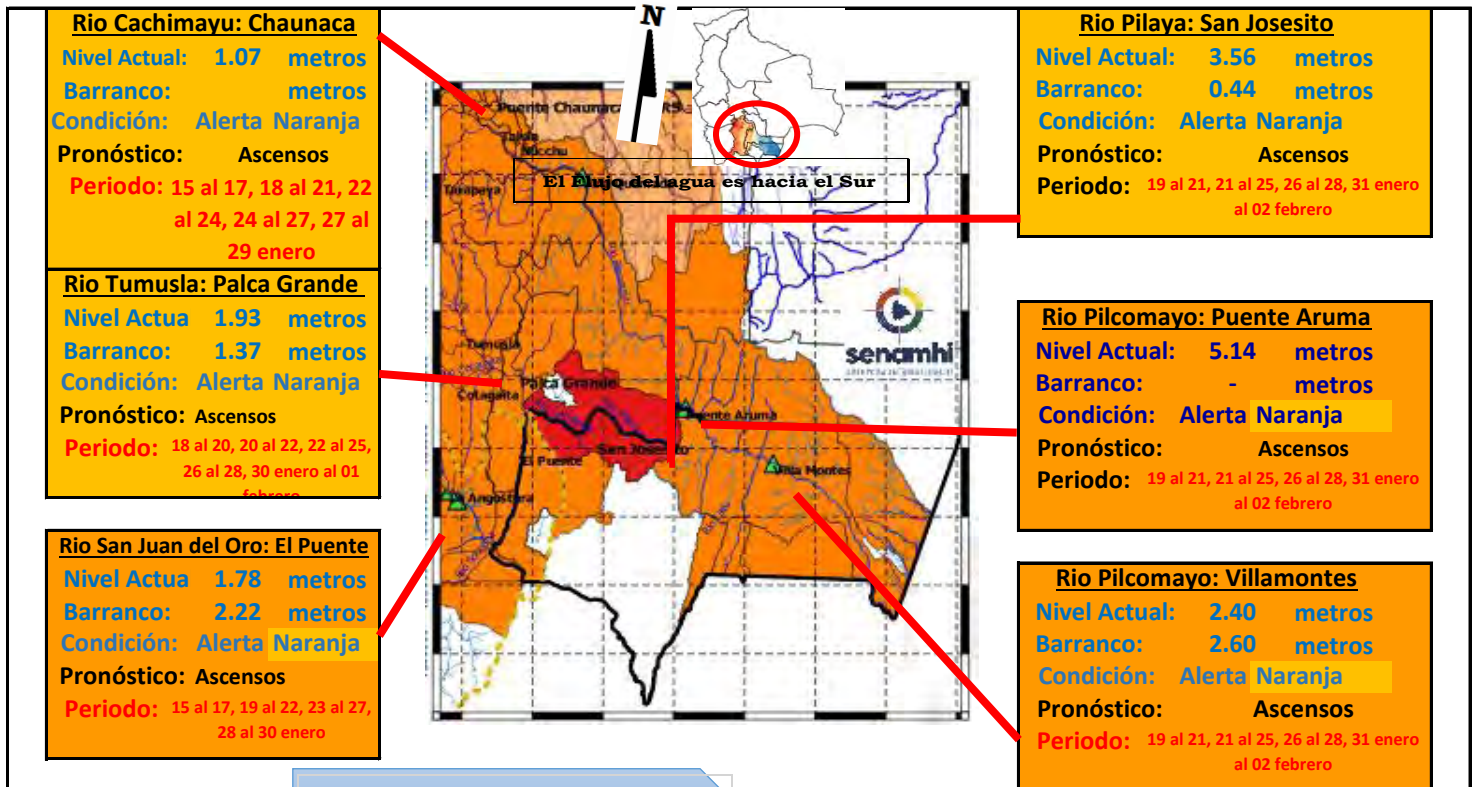 Rio Cachimayu: Chaunaca
Nivel Actual: 1.07 metros
Barranco: metros
Condición: Alerta Naranja
Pronóstico: Ascensos
Periodo: 15 al 17, 18 al 21, 22
al 24, 24 al 27, 27 al
29 enero
Rio Tumusla: Palca Grande
Nivel Actua 1.93 metros
Barranco: 1.37 metros
Condición: Alerta Naranja
Pronóstico: Ascensos
Periodo: 18 al 20, 20 al 22, 22 al 25,
26 al 28, 30 enero al 01
febrero
Rio San Juan del Oro: El Puente
Nivel Actua 1.78 metros
Barranco: 2.22 metros
Condición: Alerta Naranja
Pronóstico: Ascensos
Periodo: 15 al 17, 19 al 22, 23 al 27,
28 al 30 enero
N
Puente Chaunaca
Tarapaya
El Flujo del agua es hacia el Sur
senamhi
Tumusla
Palca Grande
Cotagaita
Puente Aruma
San Josesito
El Puente
Villa Montes
Angostura
Rio Pilaya: San Josesito
Nivel Actual: 3.56 metros
Barranco: 0.44 metros
Condición: Alerta Naranja
Pronóstico: Ascensos
Periodo: 19 al 21, 21 al 25, 26 al 28, 31 enero
al 02 febrero
Rio Pilcomayo: Puente Aruma
Nivel Actual: 5.14 metros
Barranco: - metros
Condición: Alerta Naranja
Pronóstico: Ascensos
Periodo: 19 al 21, 21 al 25, 26 al 28, 31 enero
al 02 febrero
Rio Pilcomayo: Villamontes
Nivel Actual: 2.40 metros
Barranco: 2.60 metros
Condición: Alerta Naranja
Pronóstico: Ascensos
Periodo: 19 al 21, 21 al 25, 26 al 28, 31 enero
al 02 febrero